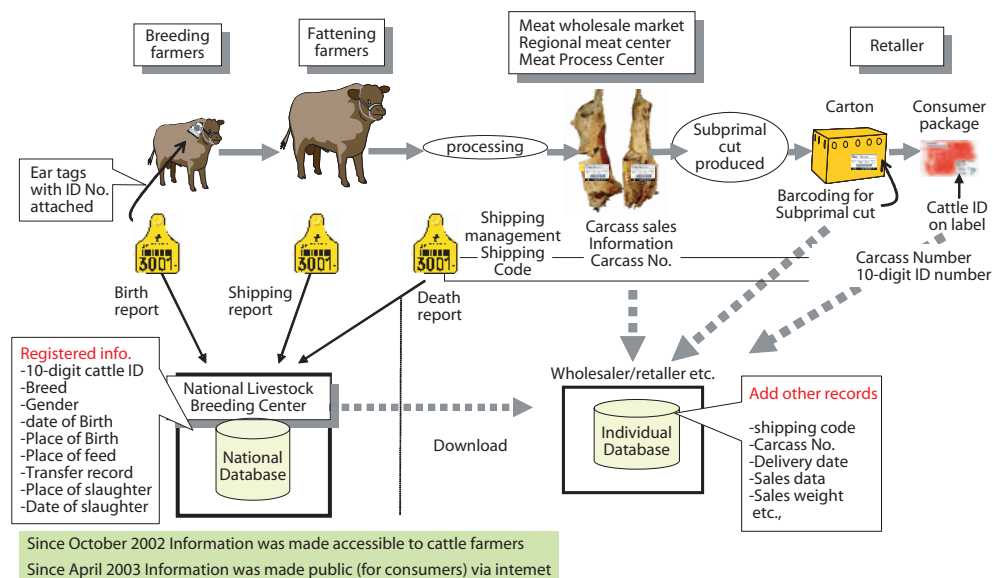 Breeding
farmers
Fattening
farmers
Meat wholesale market
Regional meat center
Meat Process Center
Retaller
Ear tags
with ID No.
attached
processing
Subprimal
cut
produced
Carton
Consumer
package
Barcoding for
Subprimal cut
Cattle ID
on label
3001-
3001-
3001-
Shipping
management
Shipping
Code
Carcass sales
Information
Carcass No.
Carcass Number
10-digit ID number
Birth
report
Shipping
report
Death
report
Registered info.
-10-digit cattle ID
-Breed
-Gender
-date of Birth
-Place of Birth
-Place of feed
-Transfer record
-Place of slaughter
-Date of slaughter
National Livestock
Breeding Center
National
Database
Download
Wholesaler/retailer etc.
Individual
Database
Add other records
-shipping code
-Carcass No.
-Delivery date
-Sales data
-Sales weight
etc.,
Since October 2002 Information was made accessible to cattle farmers
Since April 2003 Information was made public (for consumers) via intemet